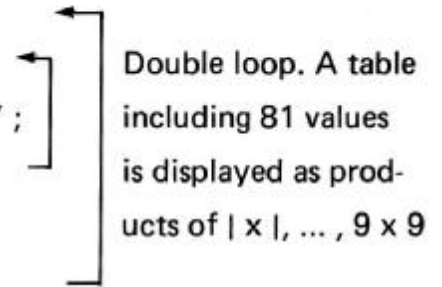 Double loop. A table
; including 81 values
is displayed as prod-
ucts of | x |, ... , 9 x 9